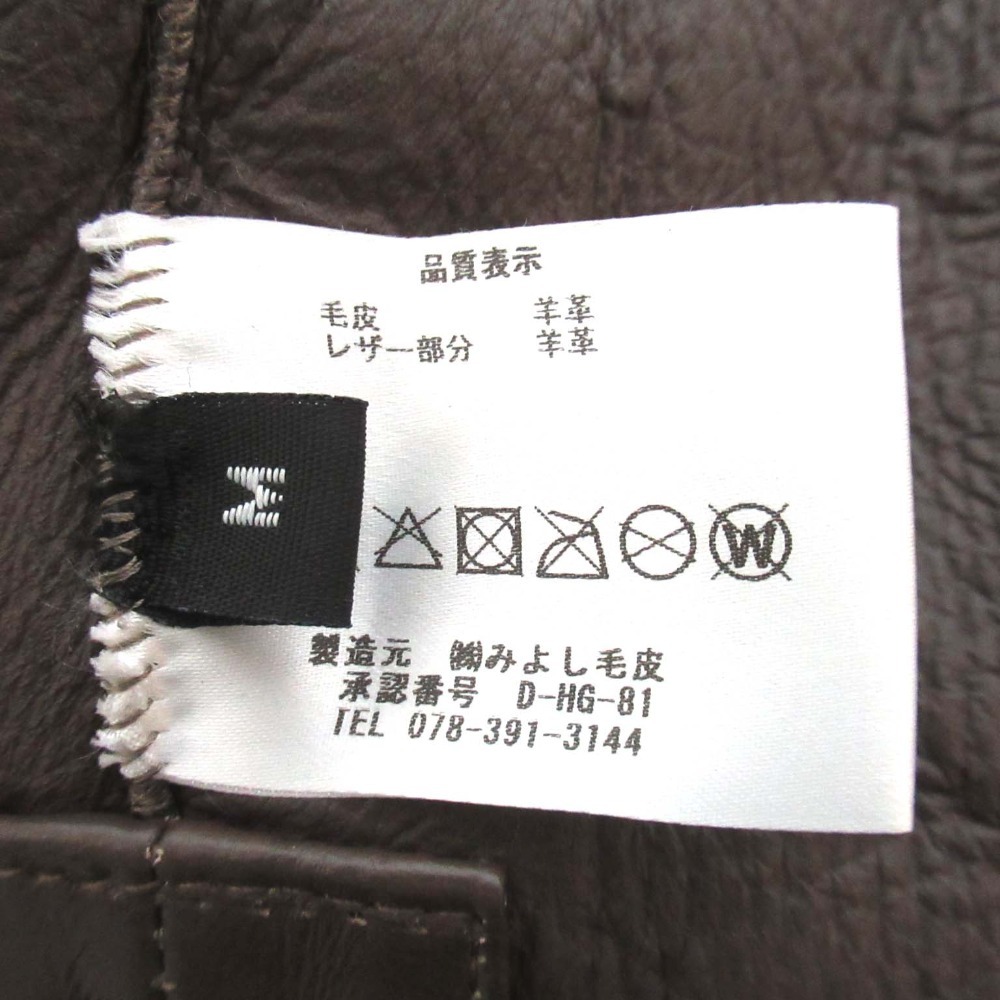 品質表示
毛皮 羊革
レザー部分 羊革
M
W
製造元 ㈱みよし毛皮
承認番号 D-HG-81
TEL 078-391-3144